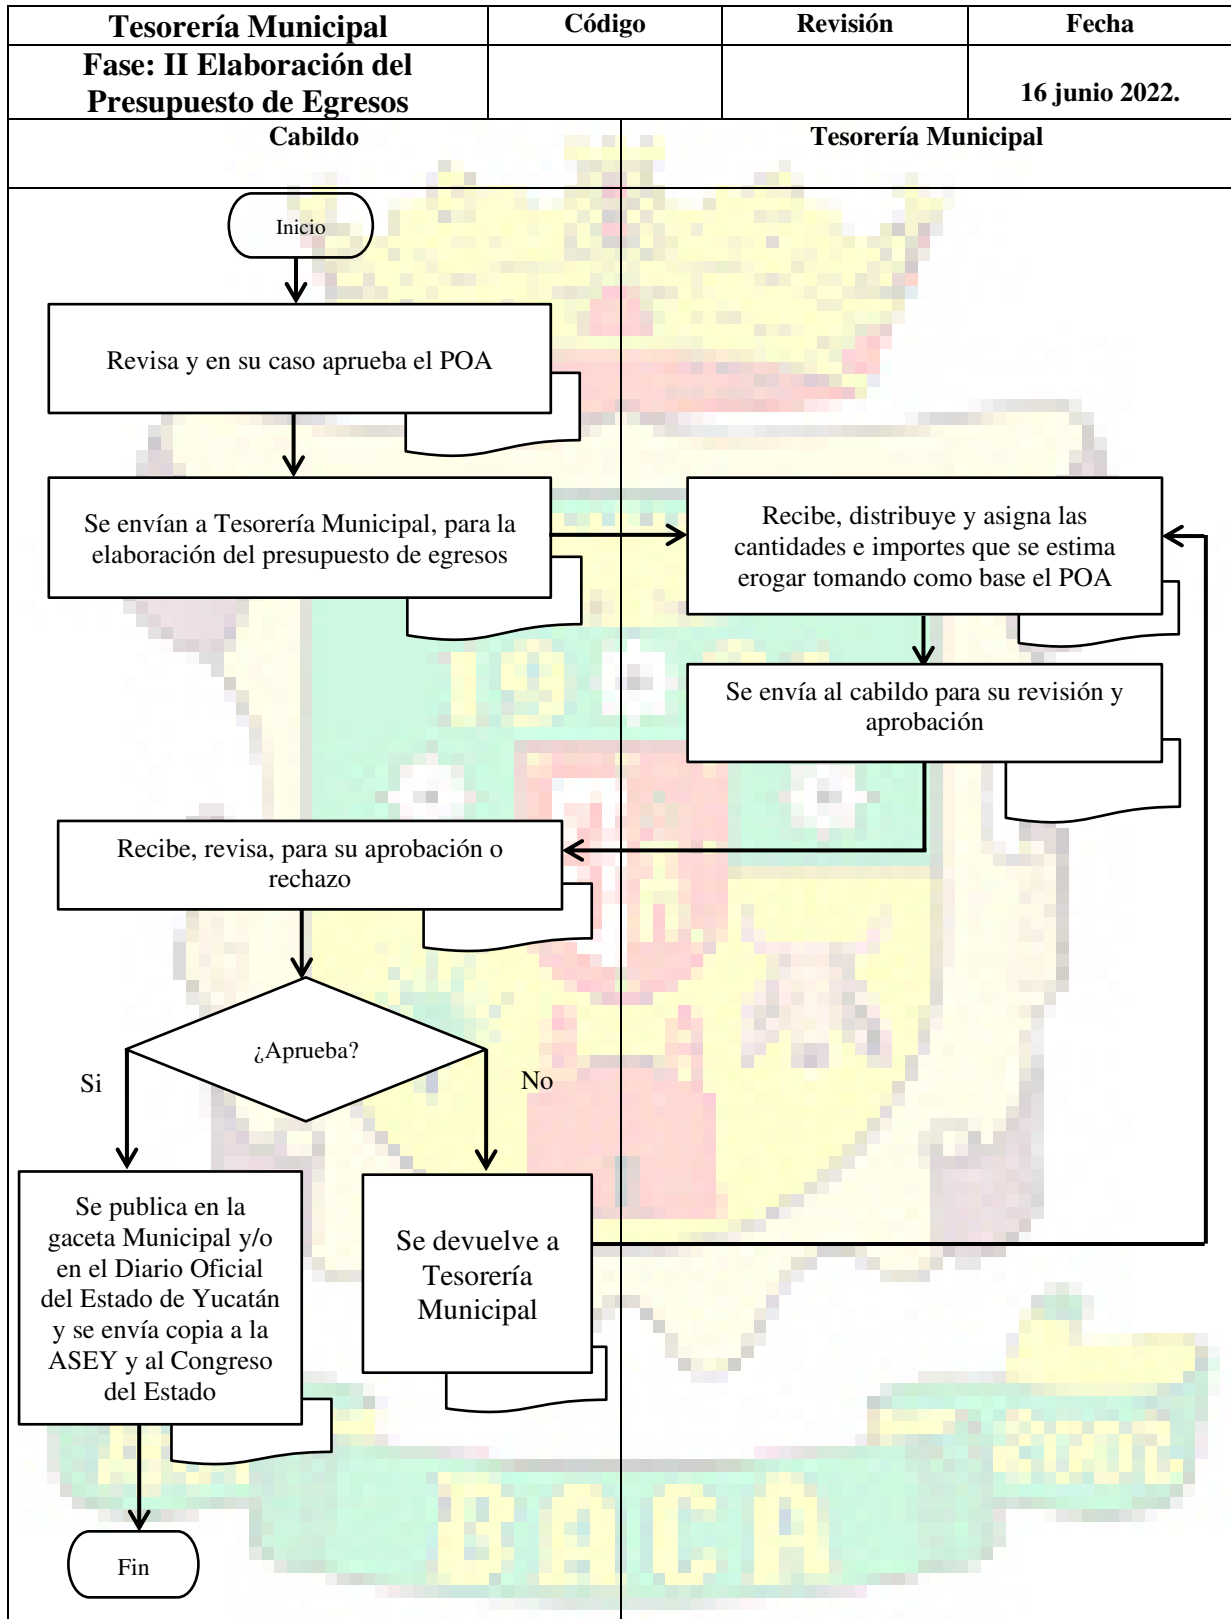 Tesorería Municipal
Código
Revisión
Fecha
Fase: II Elaboración del
Presupuesto de Egresos
16 junio 2022.
Cabildo
Tesorería Municipal
Inicio
Revisa y en su caso aprueba el POA
Se envían a Tesorería Municipal, para la
elaboración del presupuesto de egresos
Recibe, distribuye y asigna las
cantidades e importes que se estima
erogar tomando como base el POA
Se envía al cabildo para su revisión y
aprobación
Recibe, revisa, para su aprobación o
rechazo
¿Aprueba?
Si
No
Se publica en la
gaceta Municipal y/o
en el Diario Oficial
del Estado de Yucatán
y se envía copia a la
ASEY y al Congreso
del Estado
Se devuelve a
Tesorería
Municipal
Fin
BACA